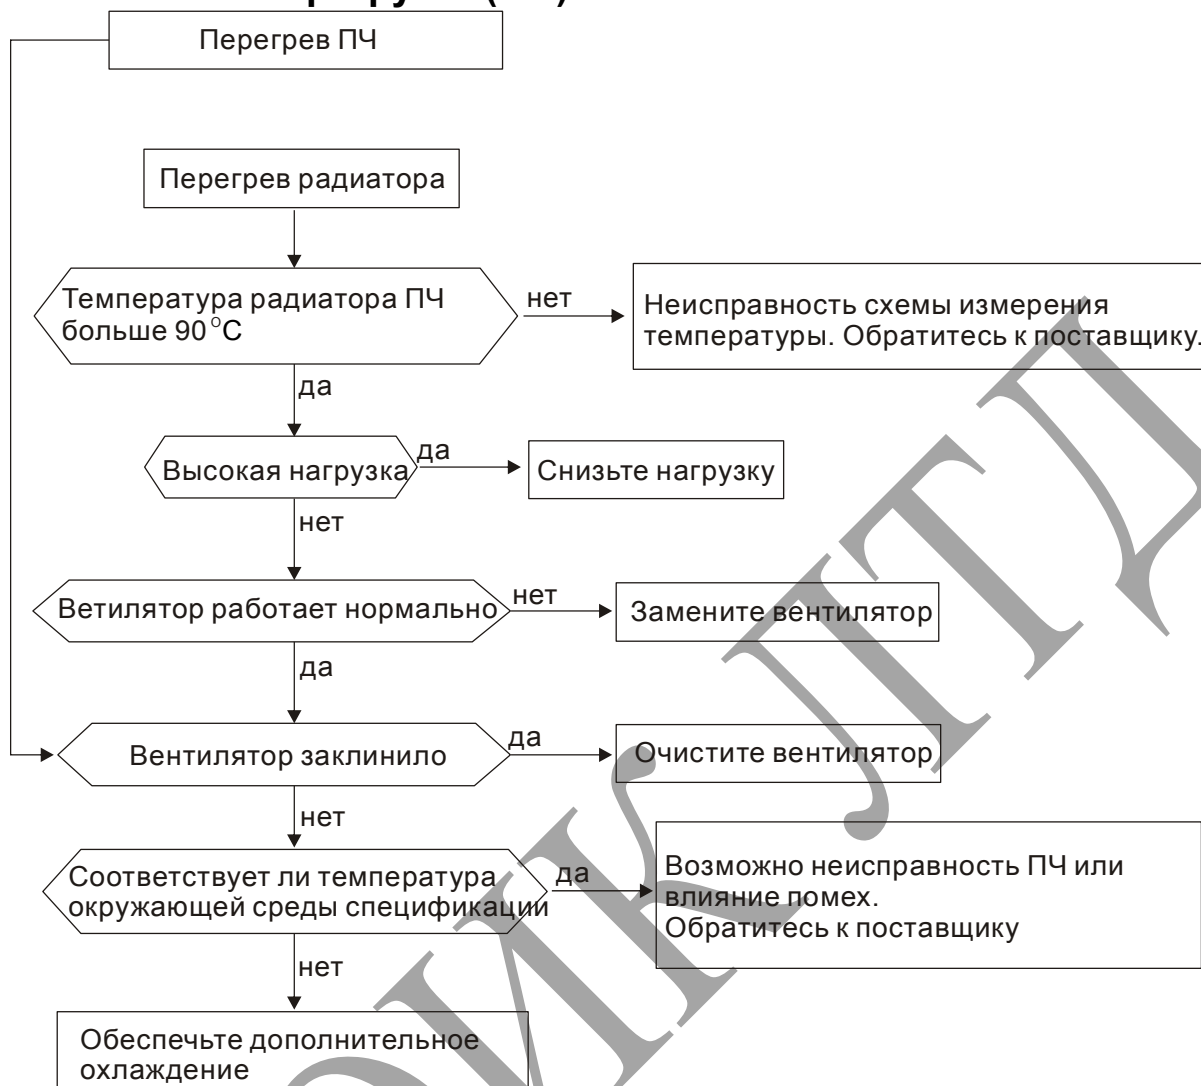 Перегрев ПЧ
Перегрев радиатора
Температура радиатора ПЧ
больше 90 °С
нет
Неисправность схемы измерения
температуры. Обратитесь к поставщику.
да
Высокая нагрузка
да
Снизьте нагрузку
нет
Ветилятор работает нормально
нет
Замените вентилятор
да
Вентилятор заклинило
да
Очистите вентилятор
нет
Соответствует ли температура
окружающей среды спецификации
да
Возможно неисправность ПЧ или
влияние помех.
Обратитесь к поставщику
нет
Обеспечьте дополнительное
охлаждение
ЛТД